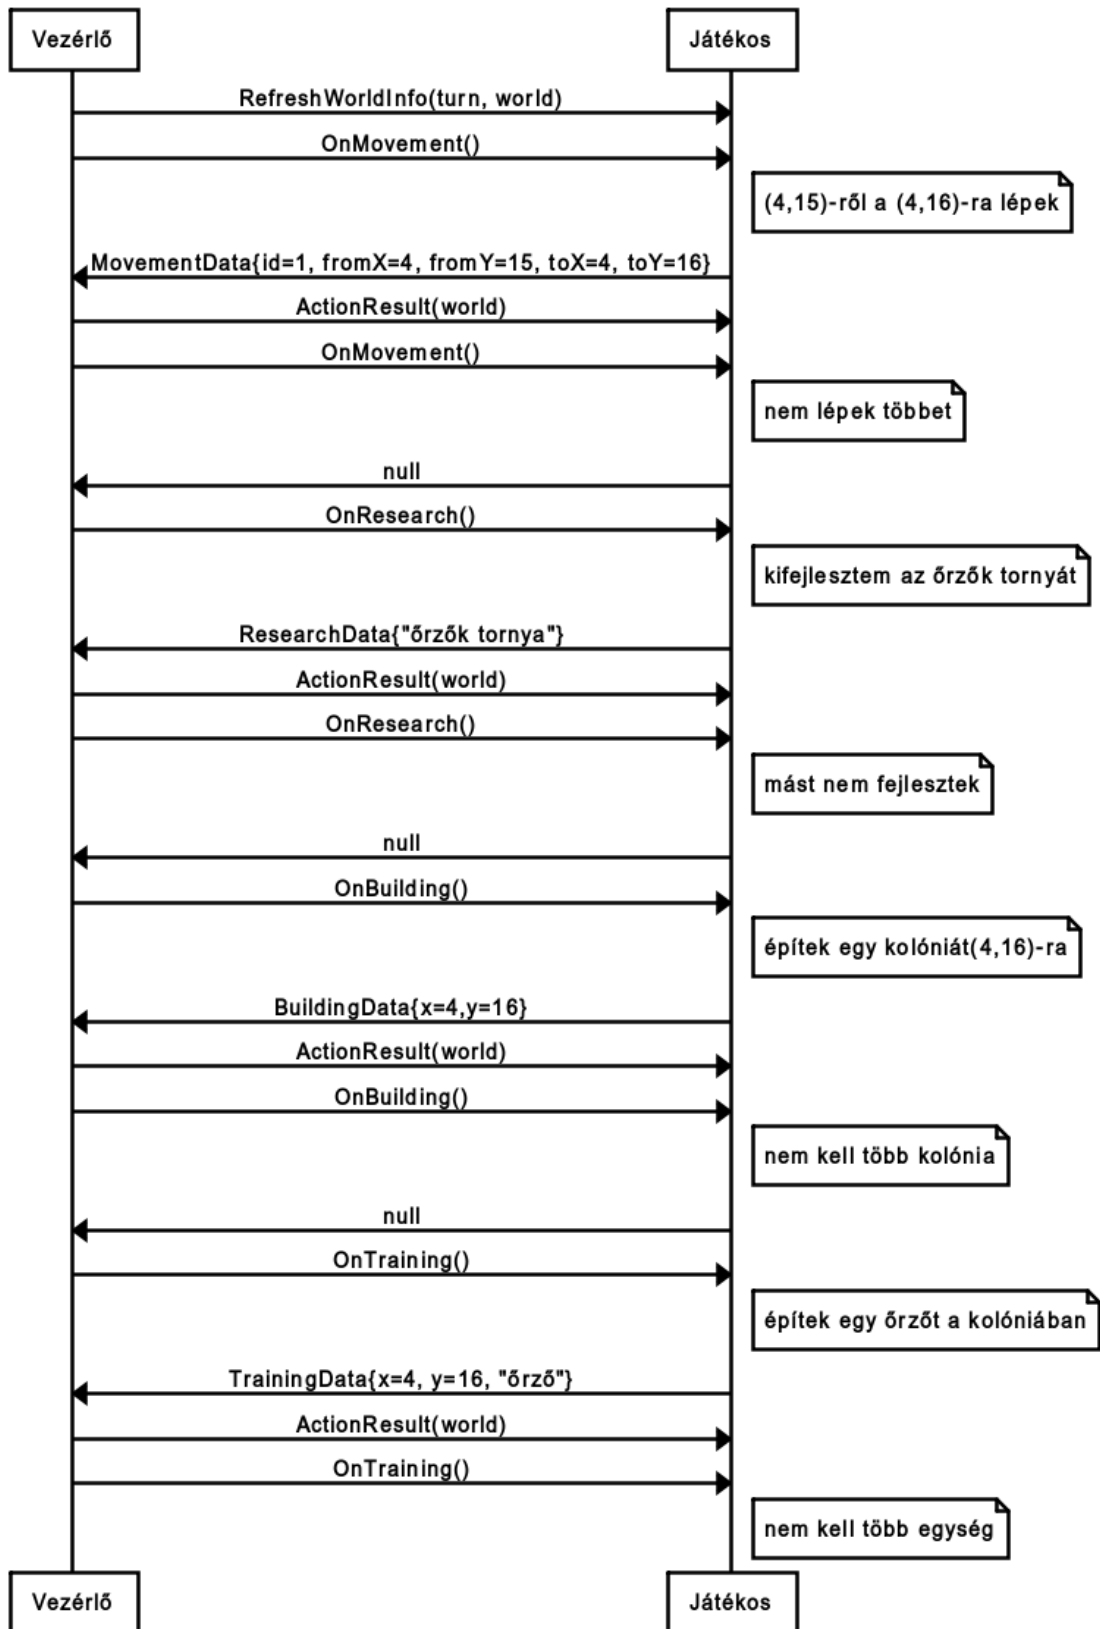 Vezérlő
Játékos
RefreshWorldInfo(turn, world)
OnMovement()
(4,15)-ről a (4,16)-ra lépek
MovementData{id=1, fromX=4, fromY=15, toX=4, toY=16}
ActionResult(world)
OnMovement()
nem lépek többet
null
OnResearch()
kifejlesztem az őrzők tornyát
ResearchData{"őrzők tornya"}
ActionResult(world)
OnResearch()
mást nem fejlesztek
null
OnBuilding()
építek egy kolóniát(4,16)-ra
BuildingData{x=4,y=16}
ActionResult(world)
OnBuilding()
nem kell több kolónia
null
OnTraining()
építek egy őrzőt a kolóniában
TrainingData{x=4, y=16, "őrző"}
ActionResult(world)
OnTraining()
nem kell több egység
Vezérlő
Játékos